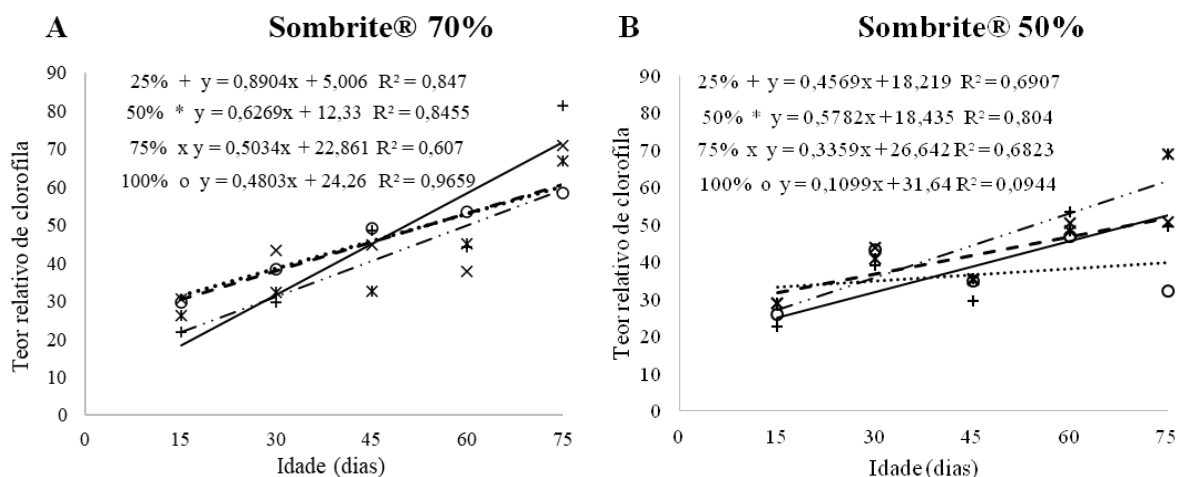 A
Sombrite® 70%
25% + y = 0,8904x + 5,006 R² = 0,847
50% * y = 0,6269x + 12,33 R² = 0,8455
75% x y = 0,5034x + 22,861 R² = 0,607
100% o y = 0,4803x + 24,26 R² = 0,9659
Teor relativo de clorofila
90
80
70
60
50
40
30
20
10
0
0 15 30 45 60 75
Idade (dias)
B
Sombrite® 50%
25% + y = 0,4569x + 18,219 R² = 0,6907
50% * y = 0,5782x + 18,435 R² = 0,804
75% x y = 0,3359x + 26,642 R² = 0,6823
100% o y = 0,1099x + 31,64 R² = 0,0944
Teor relativo de clorofila
90
80
70
60
50
40
30
20
10
0
0 15 30 45 60 75
Idade (dias)